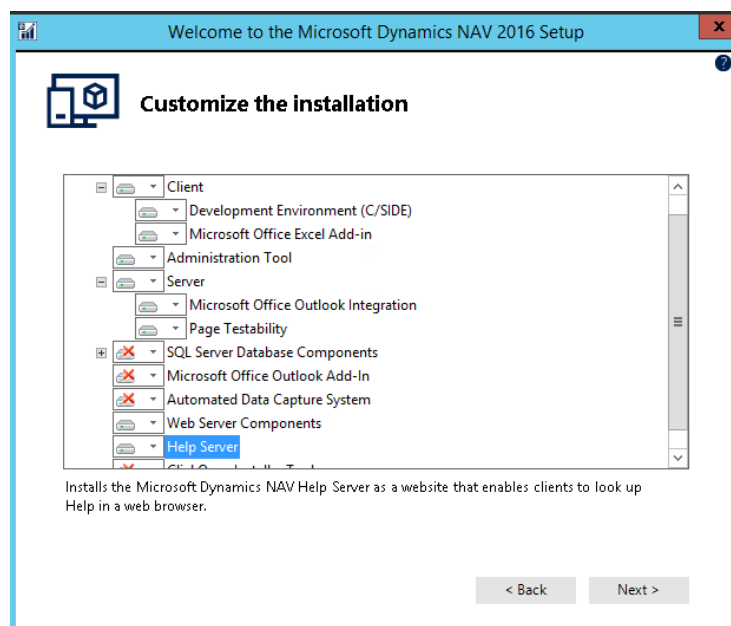 Welcome to the Microsoft Dynamics NAV 2016 Setup
x
?
Customize the installation
Client
Development Environment (C/SIDE)
Microsoft Office Excel Add-in
Administration Tool
Server
Microsoft Office Outlook Integration
Page Testability
SQL Server Database Components
Microsoft Office Outlook Add-In
Automated Data Capture System
Web Server Components
Help Server
Installs the Microsoft Dynamics NAV Help Server as a website that enables clients to look up
Help in a web browser.
< Back
Next >